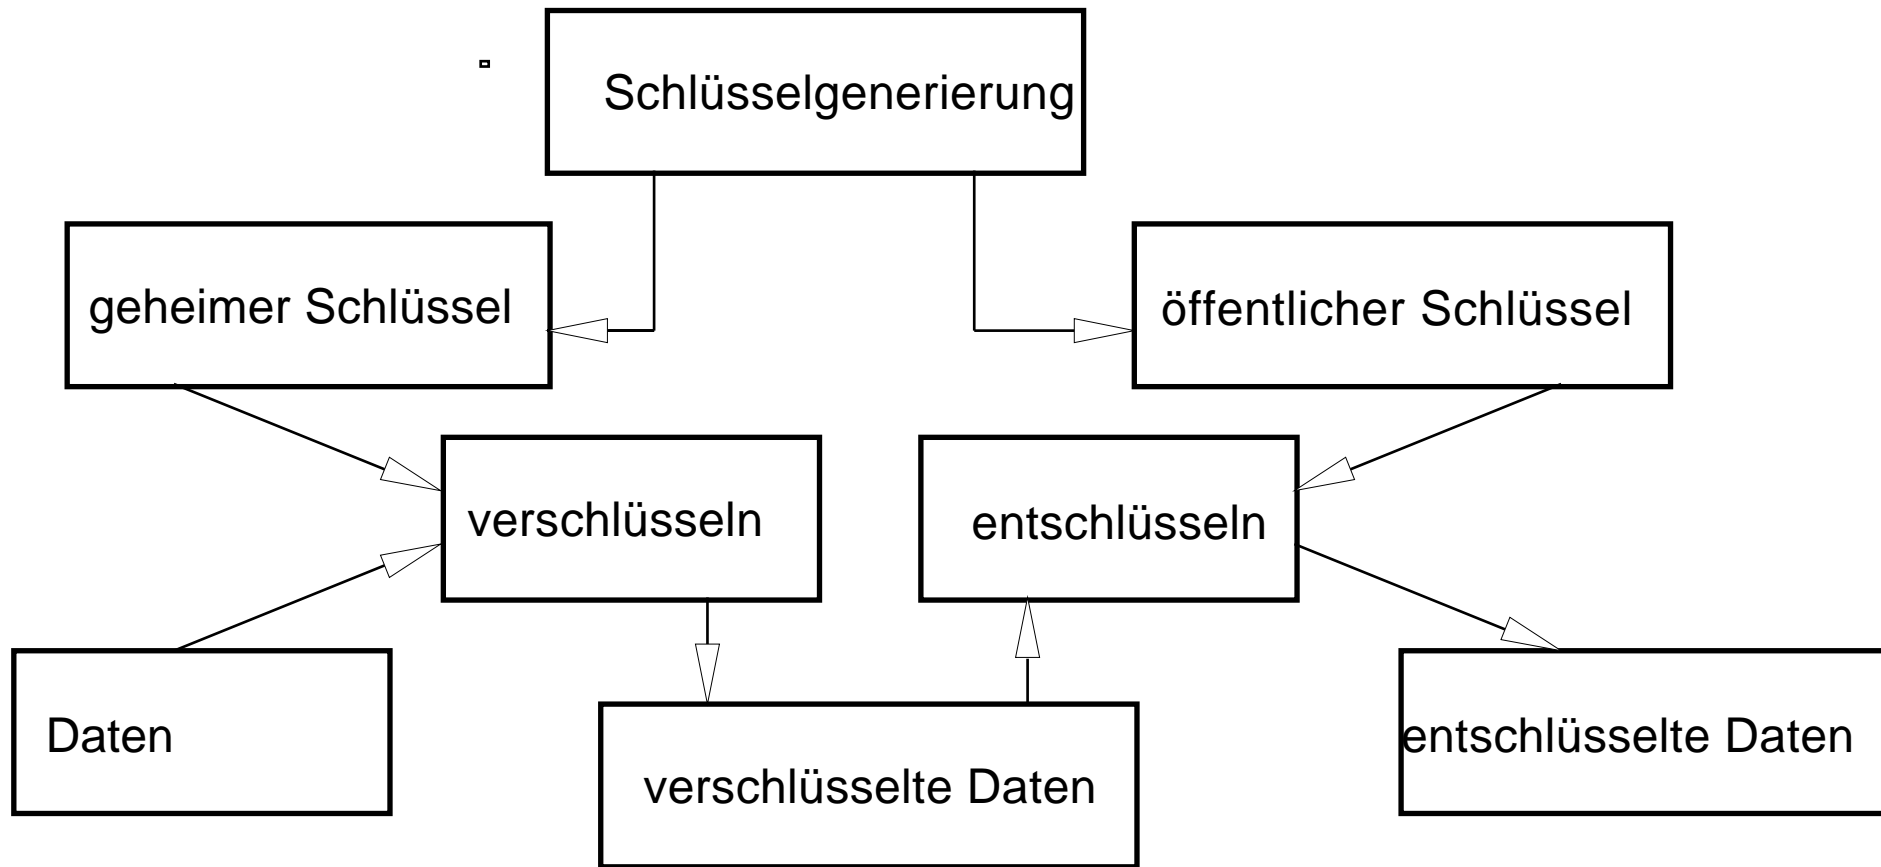 Schlüsselgenerierung
geheimer Schlüssel
öffentlicher Schlüssel
verschlüsseln
entschlüsseln
Daten
verschlüsselte Daten
entschlüsselte Daten